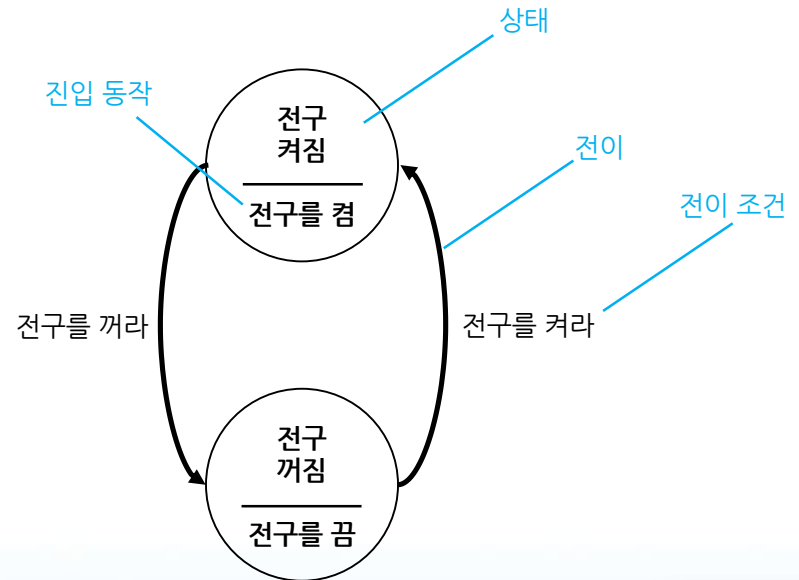 상태
진입 동작
전구
켜짐
전구를 켬
전이
전이 조건
전구를 꺼라
전구를 켜라
전구
꺼짐
전구를 끔